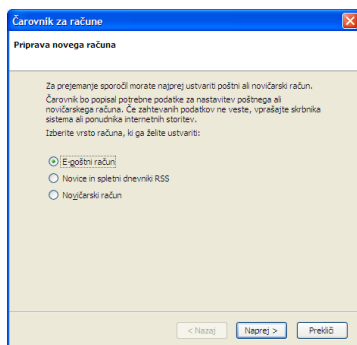 Čarovnik za račune
Priprava novega računa
Za prejemanje sporočil morate najprej ustvariti poštni ali novičarski račun.
Čarovnik bo popisal potrebne podatke za nastavitev poštnega ali
novičarskega računa. Če zahtevanih podatkov ne veste, vprašajte skrbnika
sistema ali ponudnika internetnih storitev.
Izberite vrsto računa, ki ga želite ustvariti:
E-goštni račun
Novice in spletni dnevniki RSS
Novičarski račun
< Nazaj
Naprej >
Prekliči